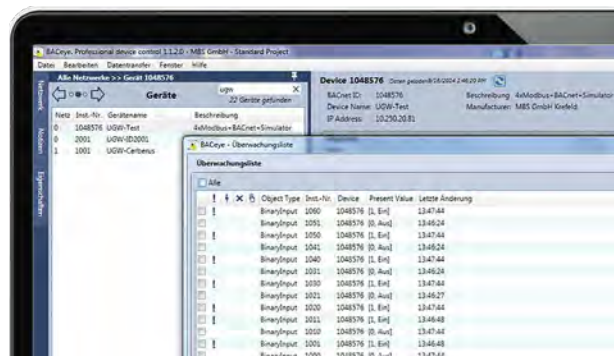 BACeye. Professional device control 1.1.2.0 - MBS GmbH - Standard Project
Datei Bearbeiten Datentransfer Fenster Hilfe
Alle Netzwerke >> Gerät 1048576
Geräte
ugw
22 Geräte gefunden
Netz Inst.-Nr. Gerätename Beschreibung
0 1048576 UGW-Test 4xModbus+BACnet+Simulator
0 2001 UGW-ID2001
1 1001 UGW-Cerberus
Netzwerk
Notizen
Eigenschaften
Device 1048576
BACnet ID: 1048576 Beschreibung 4xModbus+BACnet+Simulator
Device Name: UGW-Test Manufacturer: MBS GmbH Krefeld
IP Address: 10.250.20.81
BACeye - Überwachungsliste
Überwachungsliste
Alle
Object Type Inst.-Nr. Device Present Value Letzte Änderung
BinaryInput 1060 1048576 [1, Ein] 13:47:44
BinaryInput 1051 1048576 [0, Aus] 13:46:24
BinaryInput 1050 1048576 [1, Ein] 13:47:44
BinaryInput 1041 1048576 [0, Aus] 13:46:24
BinaryInput 1040 1048576 [1, Ein] 13:47:44
BinaryInput 1031 1048576 [0, Aus] 13:46:24
BinaryInput 1030 1048576 [1, Ein] 13:47:44
BinaryInput 1021 1048576 [0, Aus] 13:46:27
BinaryInput 1020 1048576 [1, Ein] 13:47:44
BinaryInput 1011 1048576 [1, Ein] 13:46:48
BinaryInput 1010 1048576 [0, Aus] 13:47:44
BinaryInput 1001 1048576 [1, Ein] 13:46:48